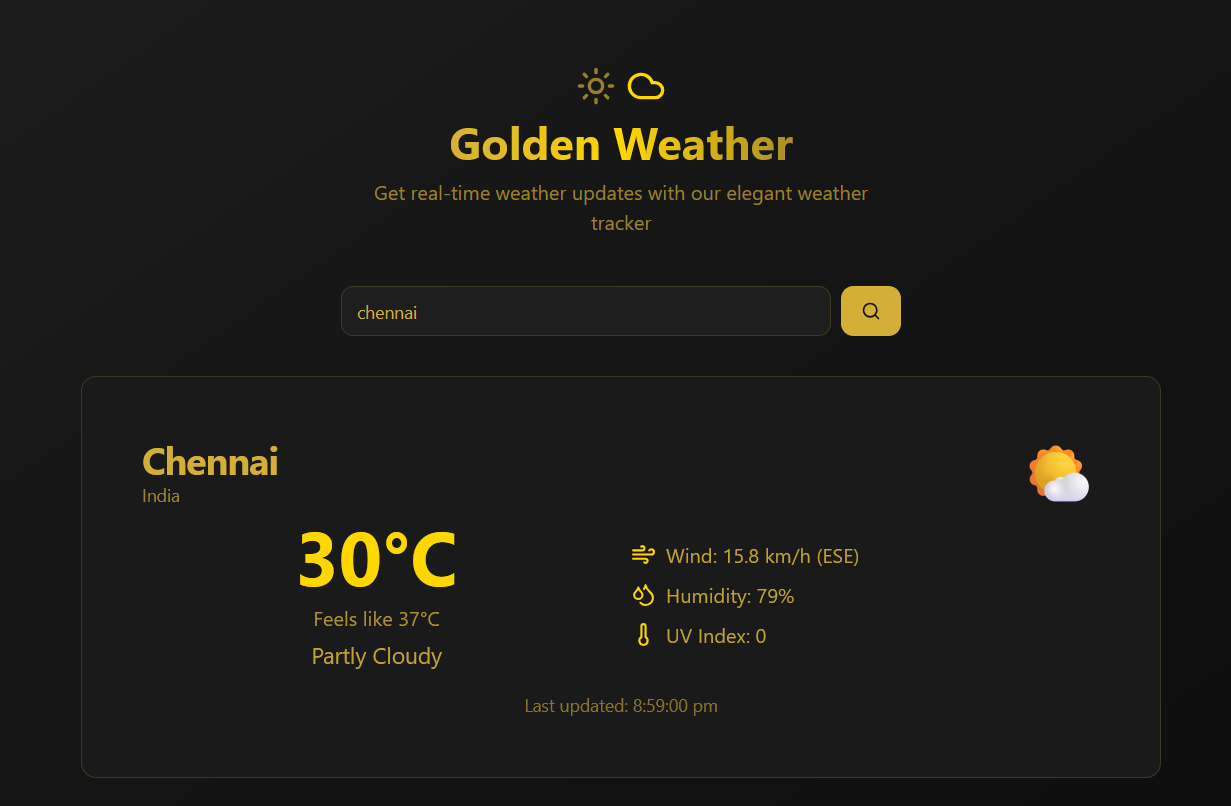 Golden Weather
Get real-time weather updates with our elegant weather
tracker
chennai
Chennai
India
30°C
Feels like 37°C
Partly Cloudy
Wind: 15.8 km/h (ESE)
Humidity: 79%
UV Index: 0
Last updated: 8:59:00 pm